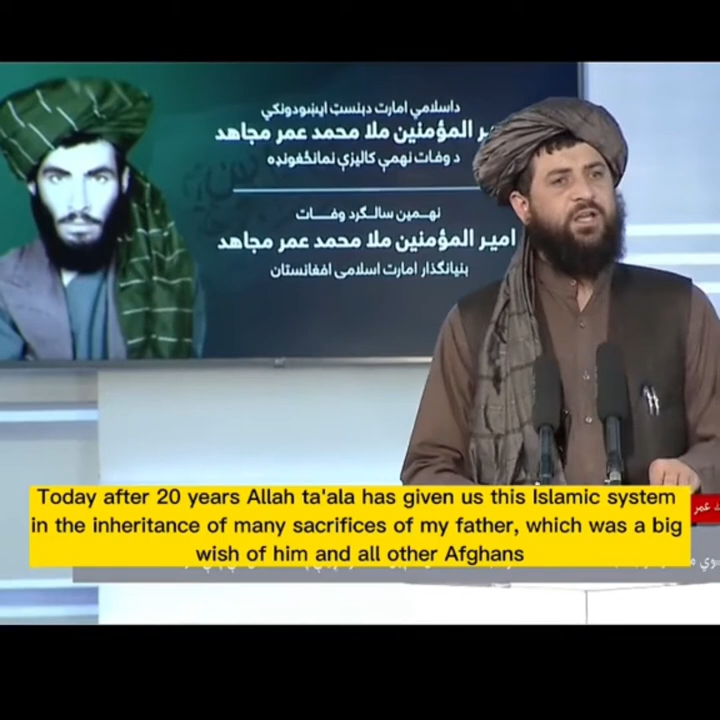 داسلامي امارت دبنسټ ایښودونکي
المؤمنین ملا محمد عمر مجاهد
د وفات نهمې کالیزې نمانځغونډه
نهمین سالگرد وفات
امیر المؤمنین ملا محمد عمر مجاهد
بنیانگذار امارت اسلامی افغانستان
Today after 20 years Allah ta'ala has given us this Islamic system
in the inheritance of many sacrifices of my father, which was a big
wish of him and all other Afghans
عمر